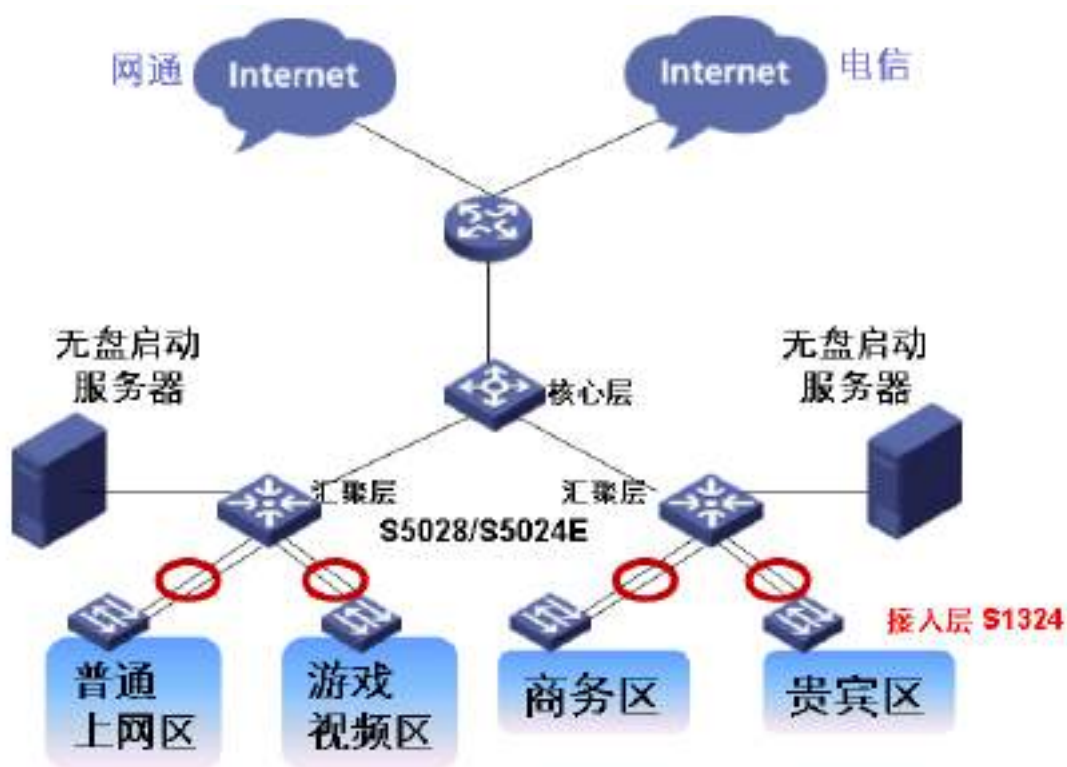 网通
Internet
Internet
电信
无盘启动
服务器
无盘启动
服务器
核心层
汇聚层
汇聚层
S5028/S5024E
接入层 S1324
普通
上网区
游戏
视频区
商务区
贵宾区